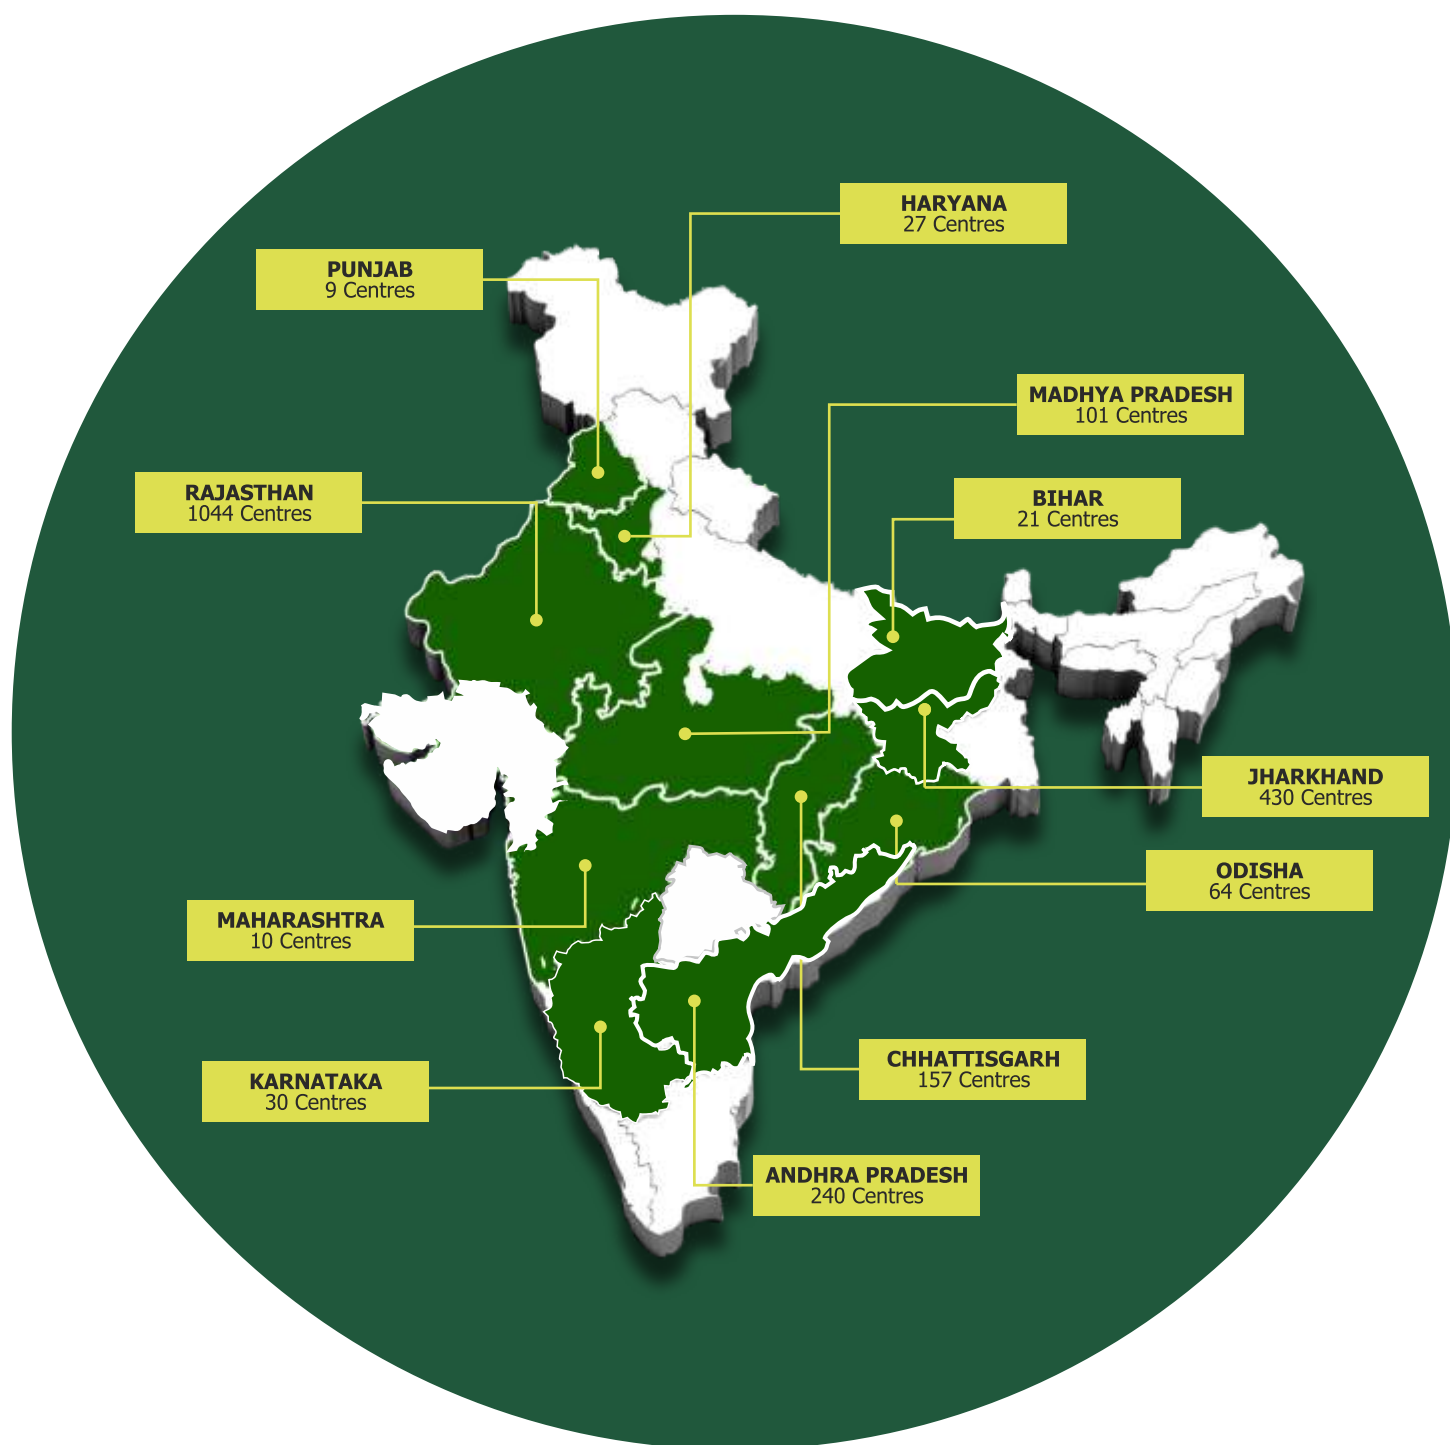 HARYANA
27 Centres
PUNJAB
9 Centres
MADHYA PRADESH
101 Centres
RAJASTHAN
1044 Centres
BIHAR
21 Centres
JHARKHAND
430 Centres
ODISHA
64 Centres
MAHARASHTRA
10 Centres
CHHATTISGARH
157 Centres
KARNATAKA
30 Centres
ANDHRA PRADESH
240 Centres